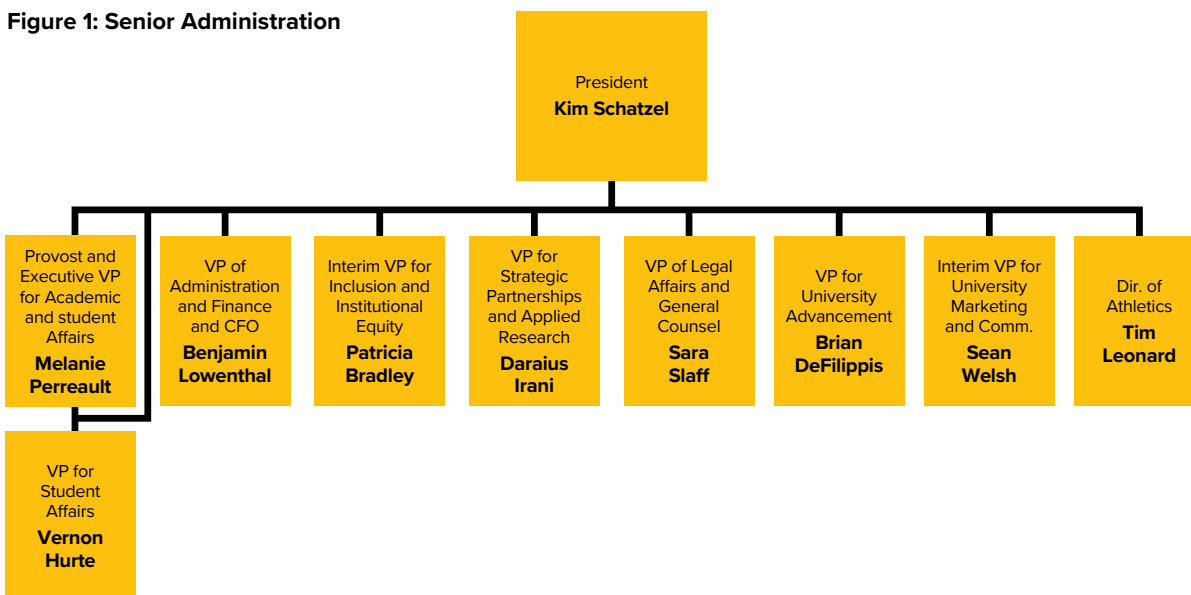 Figure 1: Senior Administration
President
Kim Schatzel
Provost and
Executive VP
for Academic
and student
Affairs
Melanie
Perreault
VP of
Administration
and Finance
and CFO
Benjamin
Lowenthal
Interim VP for
Inclusion and
Institutional
Equity
Patricia
Bradley
VP for
Strategic
Partnerships
and Applied
Research
Daraius
Irani
VP of Legal
Affairs and
General
Counsel
Sara
Slaff
VP for
University
Advancement
Brian
DeFilippis
Interim VP for
University
Marketing
and Comm.
Sean
Welsh
Dir. of
Athletics
Tim
Leonard
VP for
Student
Affairs
Vernon
Hurte